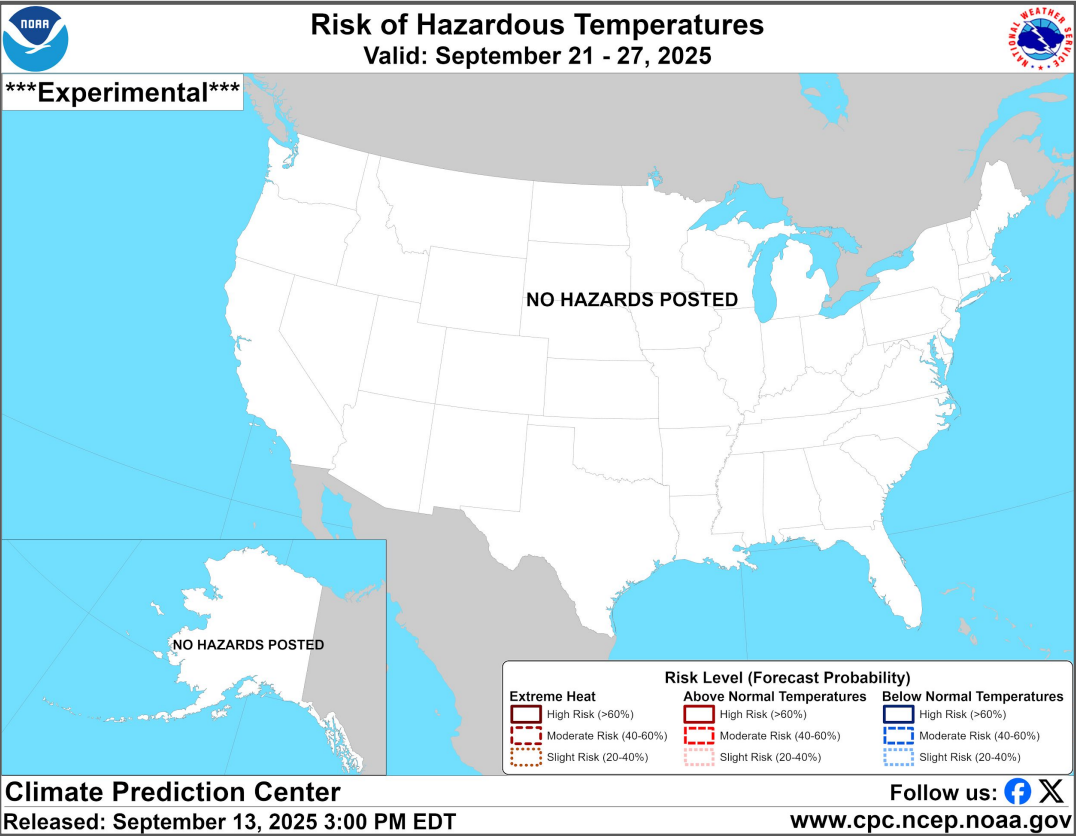 NOAA
Risk of Hazardous Temperatures
Valid: September 21 - 27, 2025
NATIONAL WEATHER SERVICE
***Experimental***
NO HAZARDS POSTED
NO HAZARDS POSTED
Risk Level (Forecast Probability)
Extreme Heat
High Risk (>60%)
Moderate Risk (40-60%)
Slight Risk (20-40%)
Above Normal Temperatures
High Risk (>60%)
Moderate Risk (40-60%)
Slight Risk (20-40%)
Below Normal Temperatures
High Risk (>60%)
Moderate Risk (40-60%)
Slight Risk (20-40%)
Climate Prediction Center
Follow us:
Released: September 13, 2025 3:00 PM EDT
www.cpc.ncep.noaa.gov